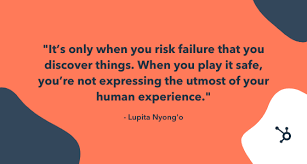 "It's only when you risk failure that you
discover things. When you play it safe,
you're not expressing the utmost of your
human experience."
- Lupita Nyong'o